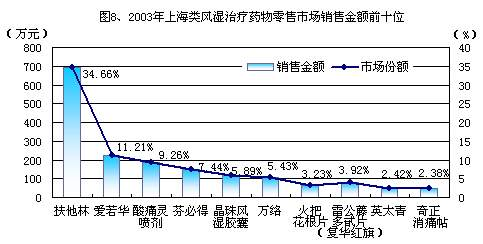 图8、2003年上海类风湿治疗药物零售市场销售金额前十位
(万元)
(%)
800
700
600
500
400
300
200
100
0
40
35
30
25
20
15
10
5
0
销售金额
市场份额
34.66%
11.21%
9.26%
7.44%
5.89%
5.43%
3.23%
3.92%
2.42%
2.38%
扶他林
爱若华
酸痛灵
喷剂
芬必得
晶珠风
湿胶囊
万络
火把
花根片
雷公藤
多甙片
(复华红旗)
英太青
奇正
消痛帖